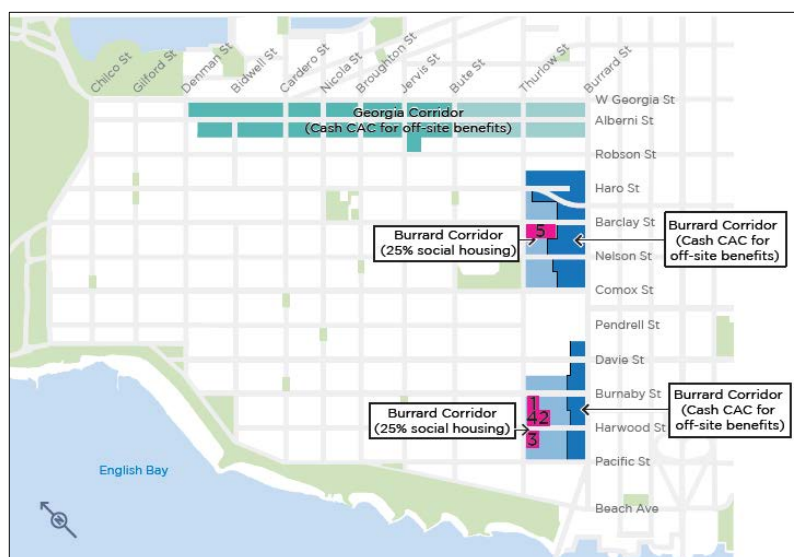 Chilco St
Gilford St
Denman St
Bidwell St
Cardero St
Nicola St
Broughton St
Jervis St
Bute St
Thurlow St
Burrard St
W Georgia St
Georgia Corridor
(Cash CAC for off-site benefits)
Alberni St
Robson St
Haro St
Barclay St
5
Burrard Corridor
(25% social housing)
Burrard Corridor
(Cash CAC for
off-site benefits)
Nelson St
Comox St
Pendrell St
Davie St
Burnaby St
1
42
3
Burrard Corridor
(25% social housing)
Burrard Corridor
(Cash CAC for
off-site benefits)
Harwood St
Pacific St
English Bay
Beach Ave
N